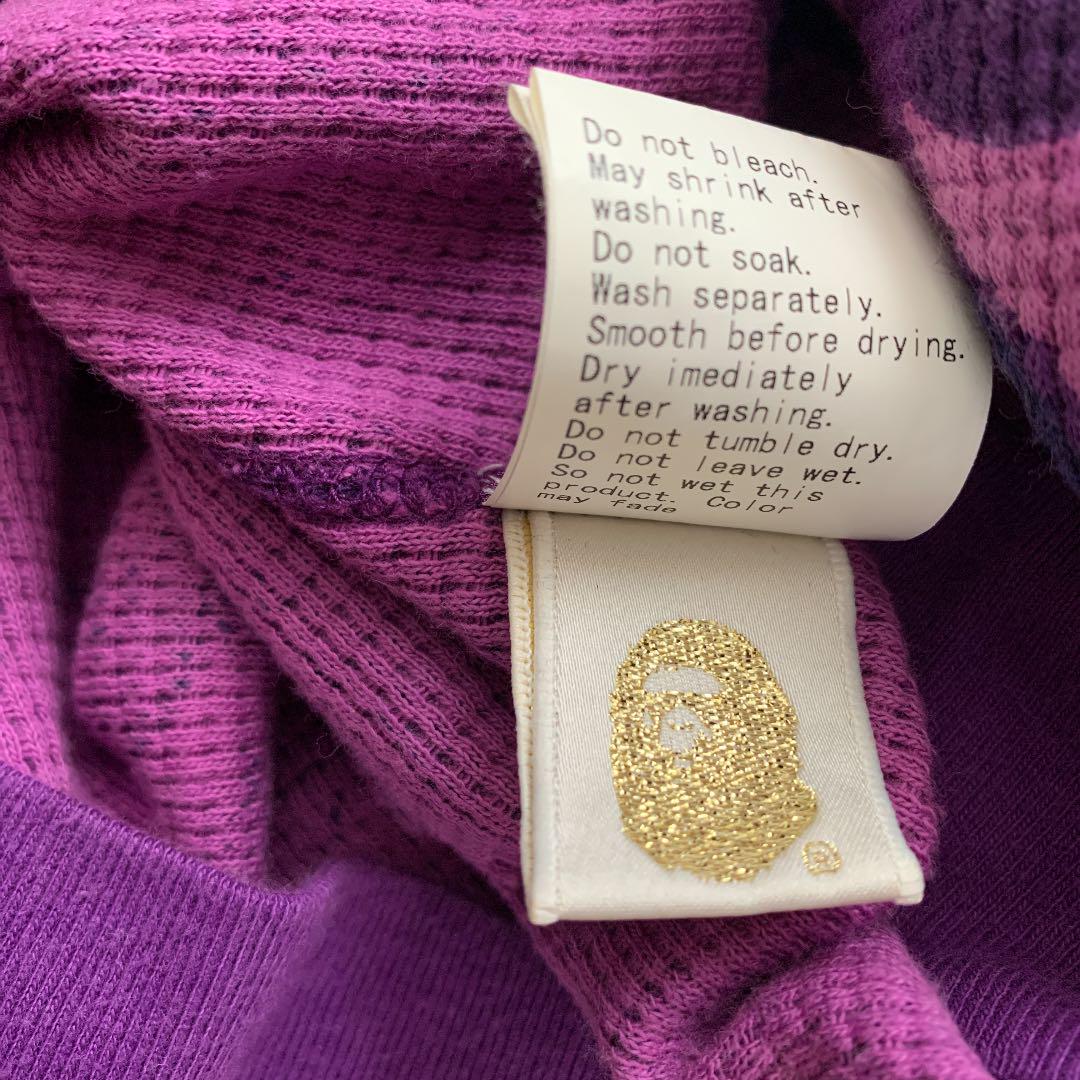 Do not bleach.
May shrink after
washing.
Do not soak.
Wash separately.
Smooth before drying.
Dry imediately
after washing.
Do not tumble dry.
Do not leave wet.
So not wet this
product. Color
may fade
®